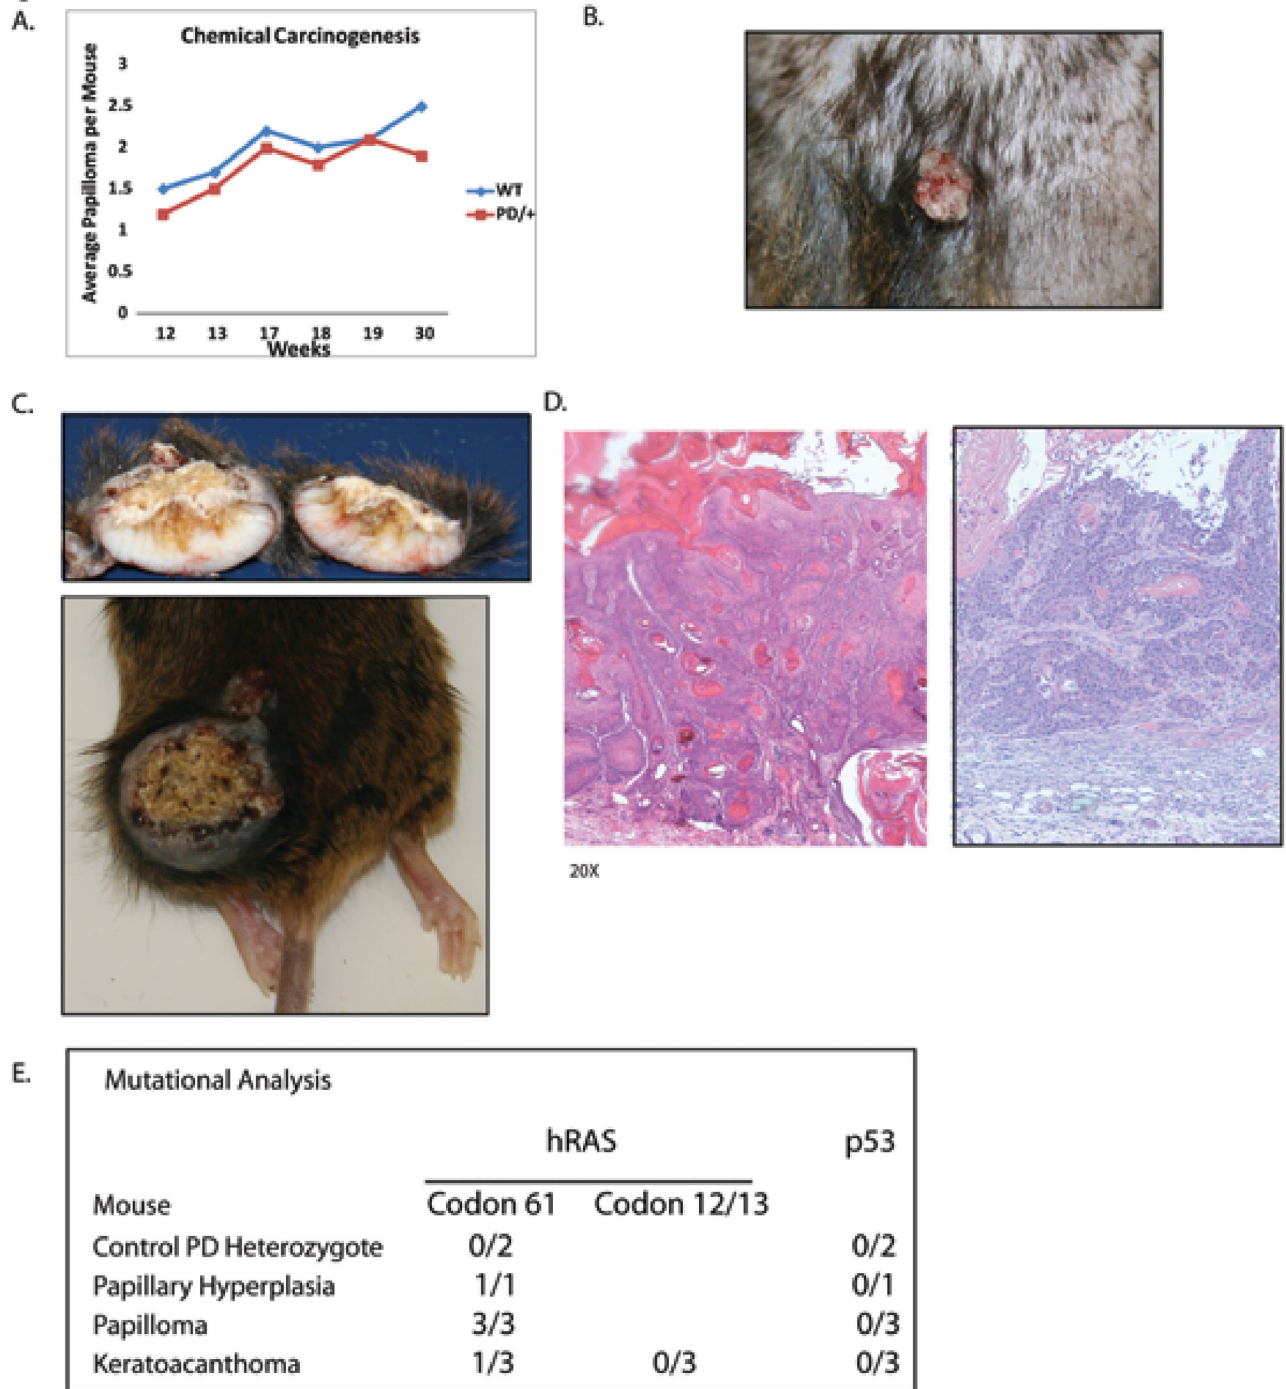 A.
Chemical Carcinogenesis
Average Papilloma per Mouse
3
2.5
2
1.5
1
0.5
0
12 13 17 18 19 30
Weeks
WT
PD/+
B.
C.
D.
20X
E.
Mutational Analysis
hRAS p53
Mouse Codon 61 Codon 12/13
Control PD Heterozygote 0/2 0/2
Papillary Hyperplasia 1/1 0/1
Papilloma 3/3 0/3
Keratoacanthoma 1/3 0/3 0/3